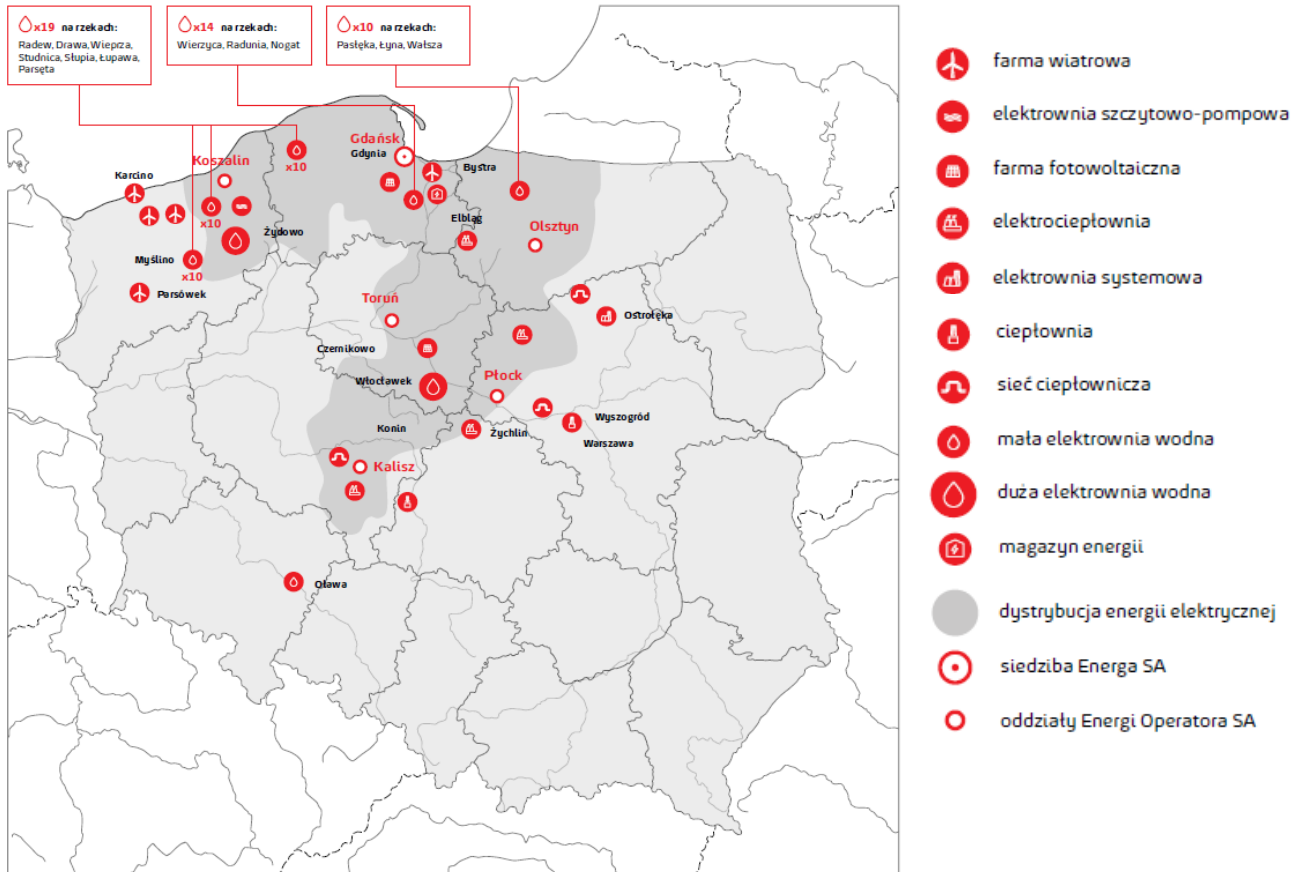 x19 na rzekach:
Radew, Drawa, Wieprza,
Studnica, Słupia, Łupawa,
Parsęta
x14 na rzekach:
Wierzyca, Radunia, Nogat
x10 na rzekach:
Pasłęka, Łyna, Wałsza
Gdańsk
Gdynia
x10
Koszalin
Bystra
Karcino
x10
Elbląg
Olsztyn
Żydowo
Myślino
x10
Parsówek
Toruń
Ostrołęka
Czernikowo
Włocławek
Płock
Wyszogród
Konin
Żychlin
Warszawa
Kalisz
Oława
farma wiatrowa
elektrownia szczytowo-pompowa
farma fotowoltaiczna
elektrociepłownia
elektrownia systemowa
ciepłownia
sieć ciepłownicza
mała elektrownia wodna
duża elektrownia wodna
magazyn energii
dystrybucja energii elektrycznej
siedziba Energa SA
oddziały Energi Operatora SA